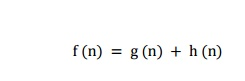 f (n) = g (n) + h (n)